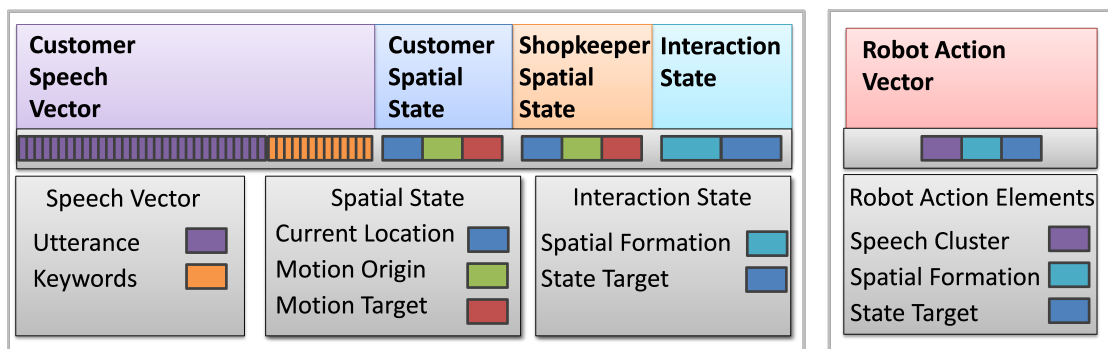 Customer
Speech
Vector
Customer
Spatial
State
Shopkeeper
Spatial
State
Interaction
State
Speech Vector
Utterance
Keywords
Spatial State
Current Location
Motion Origin
Motion Target
Interaction State
Spatial Formation
State Target
Robot Action
Vector
Robot Action Elements
Speech Cluster
Spatial Formation
State Target